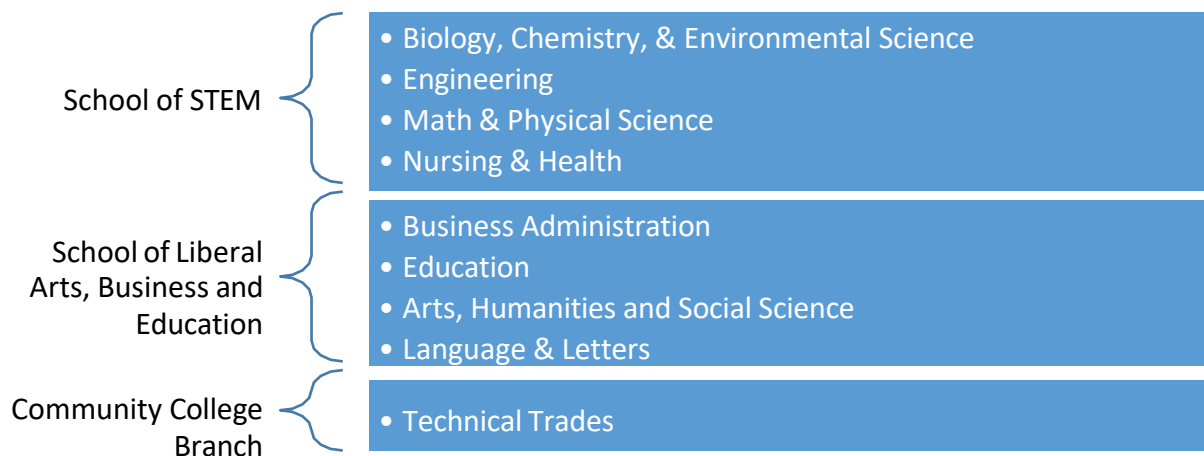 School of STEM
• Biology, Chemistry, & Environmental Science
• Engineering
• Math & Physical Science
• Nursing & Health
School of Liberal
Arts, Business and
Education
• Business Administration
• Education
• Arts, Humanities and Social Science
• Language & Letters
Community College
Branch
• Technical Trades